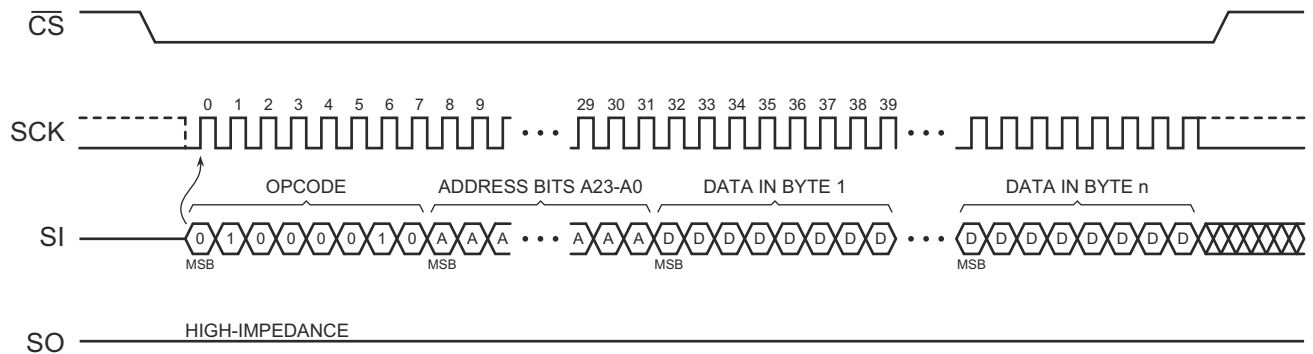 CS
0 1 2 3 4 5 6 7 8 9 29 30 31 32 33 34 35 36 37 38 39
SCK
OPCODE ADDRESS BITS A23-A0 DATA IN BYTE 1 DATA IN BYTE n
SI 0 1 0 0 0 0 1 0 A A A A A A D D D D D D D D D D D D D D D D
MSB MSB MSB MSB
HIGH-IMPEDANCE
SO